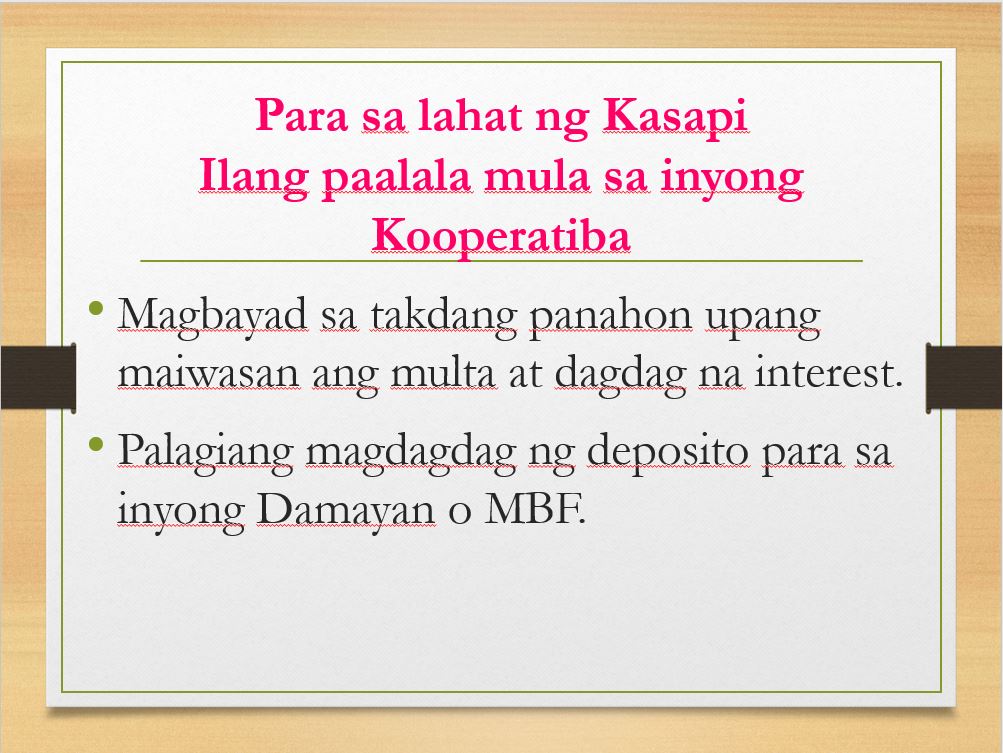 Para sa lahat ng Kasapi
Ilang paalala mula sa inyong
Kooperatiba
• Magbayad sa takdang panahon upang
maiwasan ang multa at dagdag na interest.
• Palagiang magdagdag ng deposito para sa
inyong Damayan o MBF.